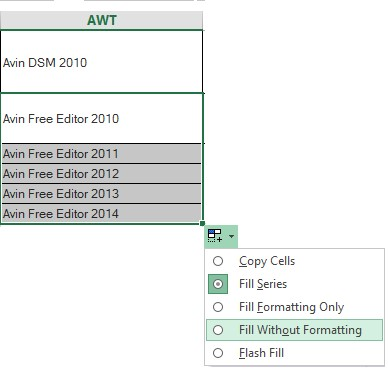 AWT
Avin DSM 2010
Avin Free Editor 2010
Avin Free Editor 2011
Avin Free Editor 2012
Avin Free Editor 2013
Avin Free Editor 2014
Copy Cells
Fill Series
Fill Formatting Only
Fill Without Formatting
Flash Fill